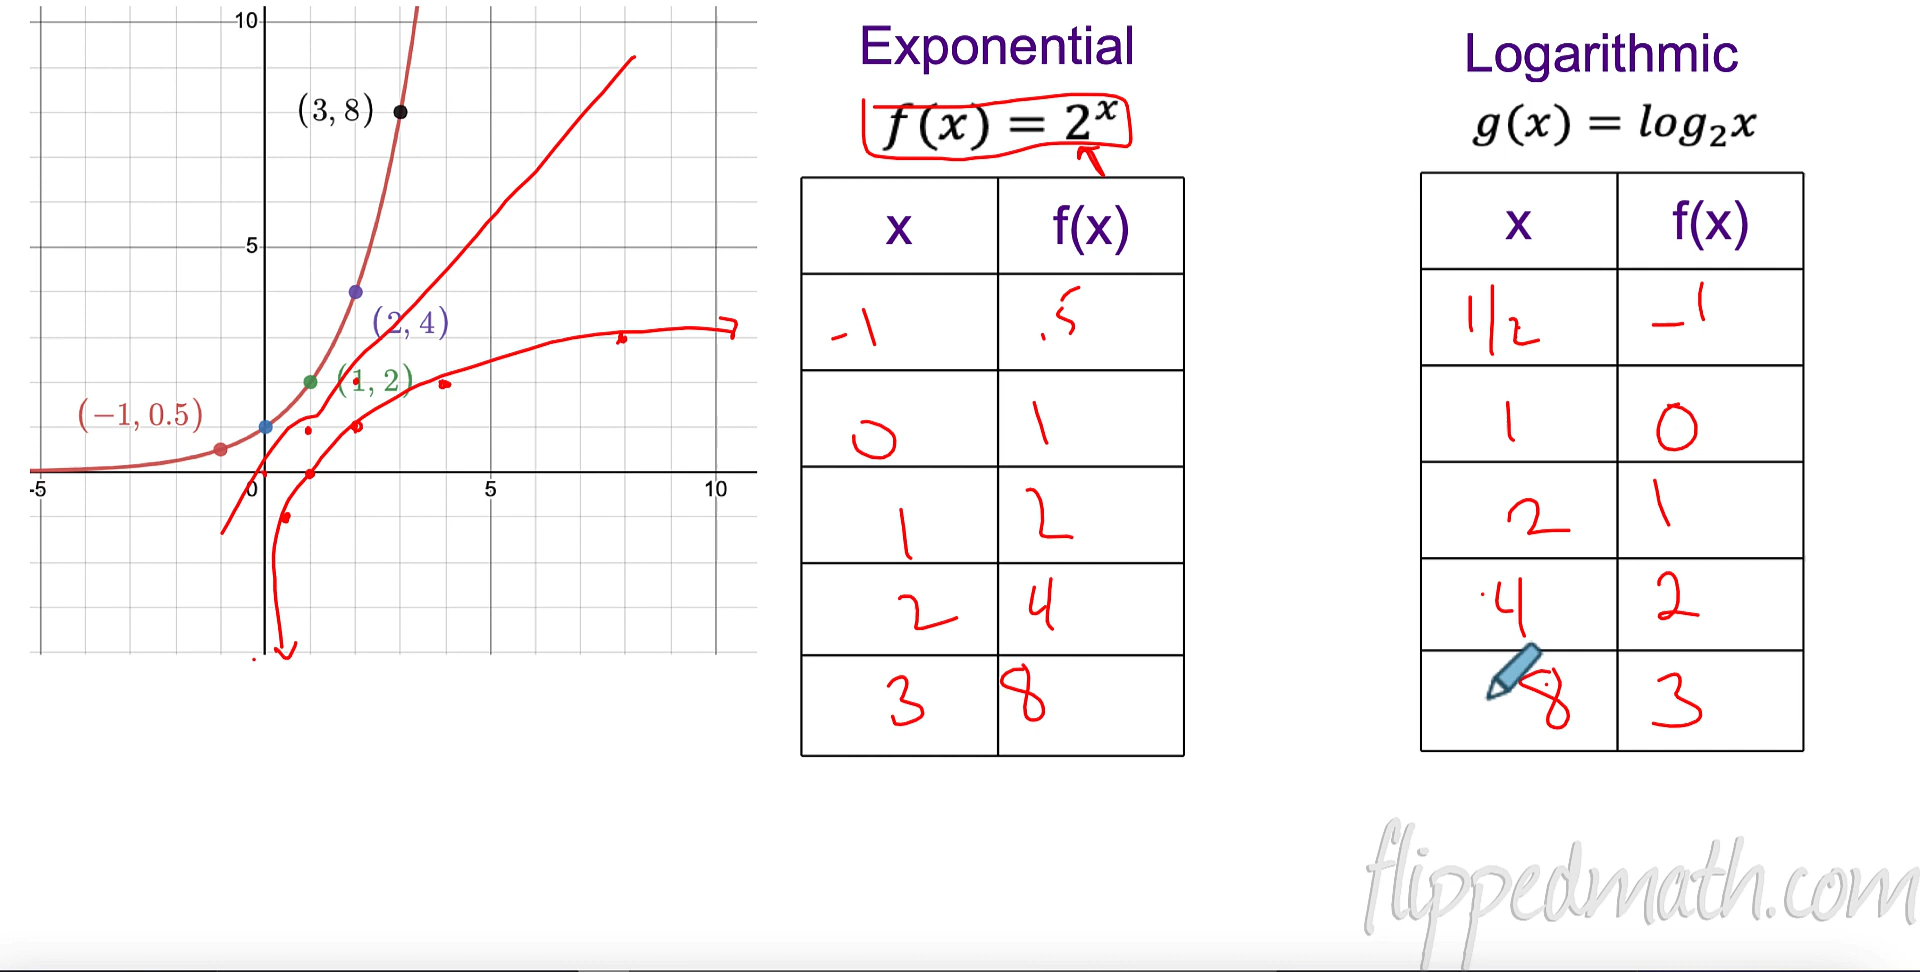 10
(3, 8)
5
(2, 4)
(1, 2)
(−1, 0.5)
-5 0 5 10
Exponential
f(x) = 2ˣ
x f(x)
-1 .5
0 1
1 2
2 4
3 8
Logarithmic
g(x) = log₂x
x f(x)
1/2 -1
1 0
2 1
4 2
8 3
flippedmath.com